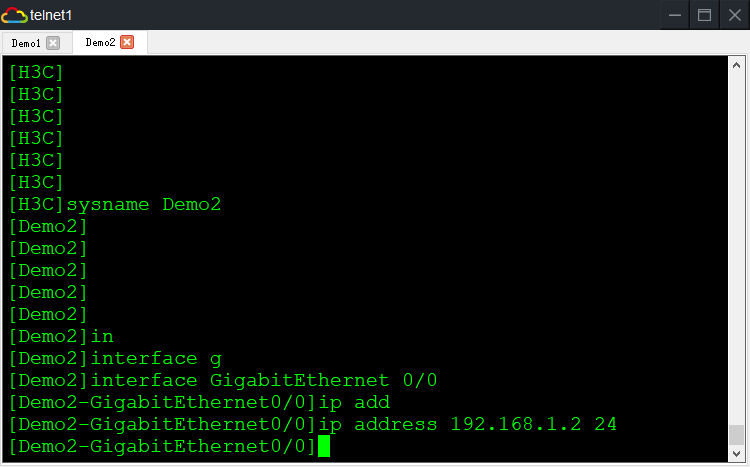 telnet1
Demo1 Demo2
[H3C]
[H3C]
[H3C]
[H3C]
[H3C]
[H3C]
[H3C]sysname Demo2
[Demo2]
[Demo2]
[Demo2]
[Demo2]
[Demo2]
[Demo2]in
[Demo2]interface g
[Demo2]interface GigabitEthernet 0/0
[Demo2-GigabitEthernet0/0]ip add
[Demo2-GigabitEthernet0/0]ip address 192.168.1.2 24
[Demo2-GigabitEthernet0/0]